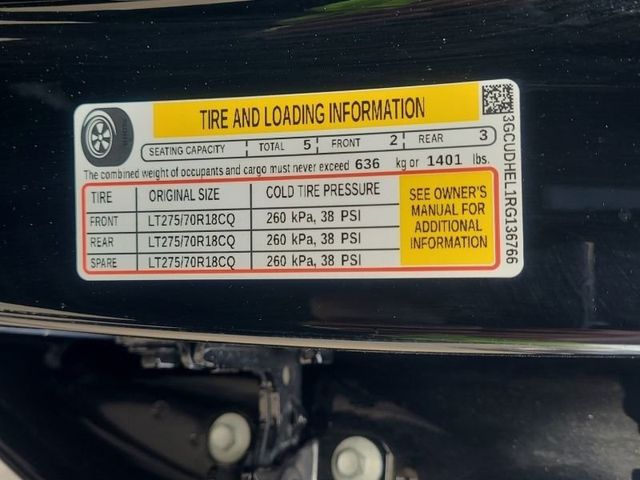 TIRE AND LOADING INFORMATION
SEATING CAPACITY TOTAL 5 FRONT 2 REAR 3
The combined weight of occupants and cargo must never exceed 636 kg or 1401 lbs.
TIRE ORIGINAL SIZE COLD TIRE PRESSURE
FRONT LT275/70R18CQ 260 kPa, 38 PSI
REAR LT275/70R18CQ 260 kPa, 38 PSI
SPARE LT275/70R18CQ 260 kPa, 38 PSI
SEE OWNER'S
MANUAL FOR
ADDITIONAL
INFORMATION
3GCUDHEL1RG136766